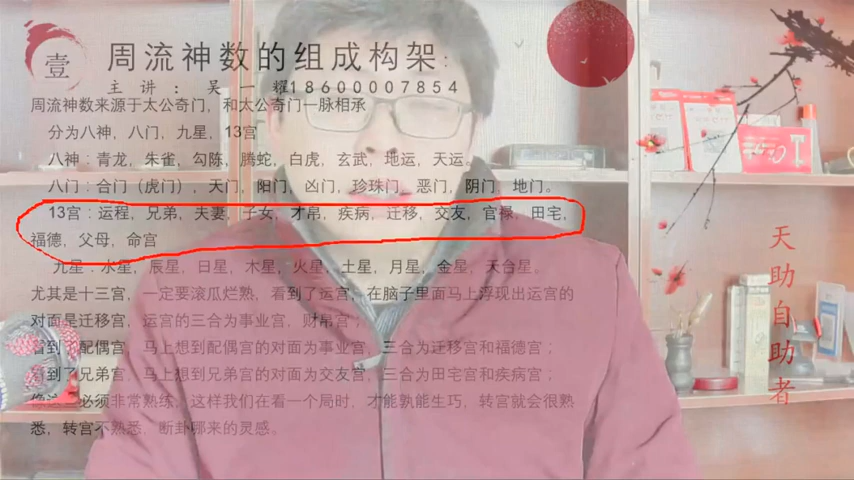 壹
周流神数的组成构架:
主讲：吴一耀18600007854
周流神数来源于太公奇门，和太公奇门一脉相承
分为八神，八门，九星，13宫
八神：青龙，朱雀，勾陈，腾蛇，白虎，玄武，地运，天运。
八门：合门（虎门），天门，阳门，凶门，珍珠门，恶门，阴门，地门。
13宫：运程，兄弟，夫妻，子女，才帛，疾病，迁移，交友，官禄，田宅，
福德，父母，命宫
九星：水星，辰星，日星，木星，火星，土星，月星，金星，天合星。
尤其是十三宫，一定要滚瓜烂熟，看到了运宫，在脑子里面马上浮现出运宫的
对面是迁移宫，运宫的三合为事业宫，财帛宫；
看到了配偶宫，马上想到配偶宫的对面为事业宫，三合为迁移宫和福德宫；
看到了兄弟宫，马上想到兄弟宫的对面为交友宫，三合为田宅宫和疾病宫；
像这 必须非常熟练，这样我们在看一个局时，才能孰能生巧，转宫就会很熟
悉，转宫不熟悉，断卦哪来的灵感。
天助自助者